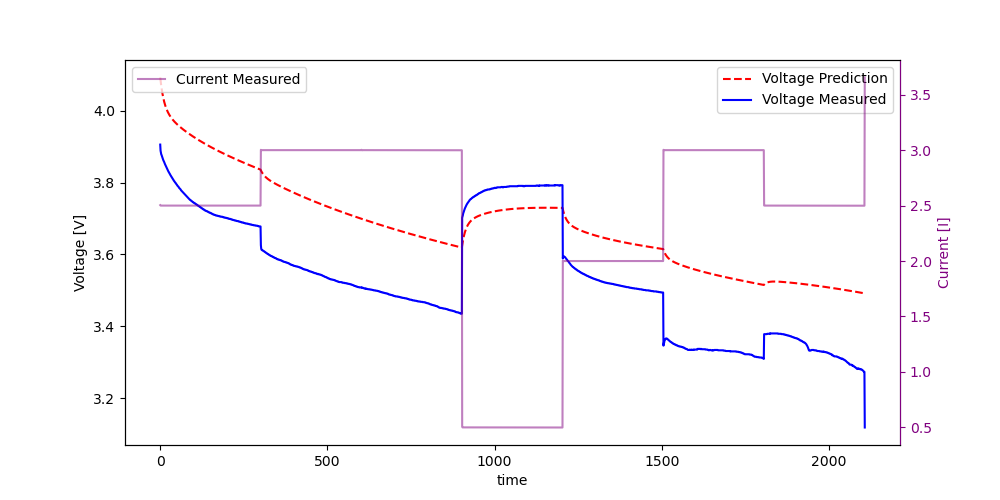 Current Measured
Voltage Prediction
Voltage Measured
4.0
3.8
3.6
3.4
3.2
Voltage [V]
3.5
3.0
2.5
2.0
1.5
1.0
0.5
Current [I]
0
500
1000
1500
2000
time